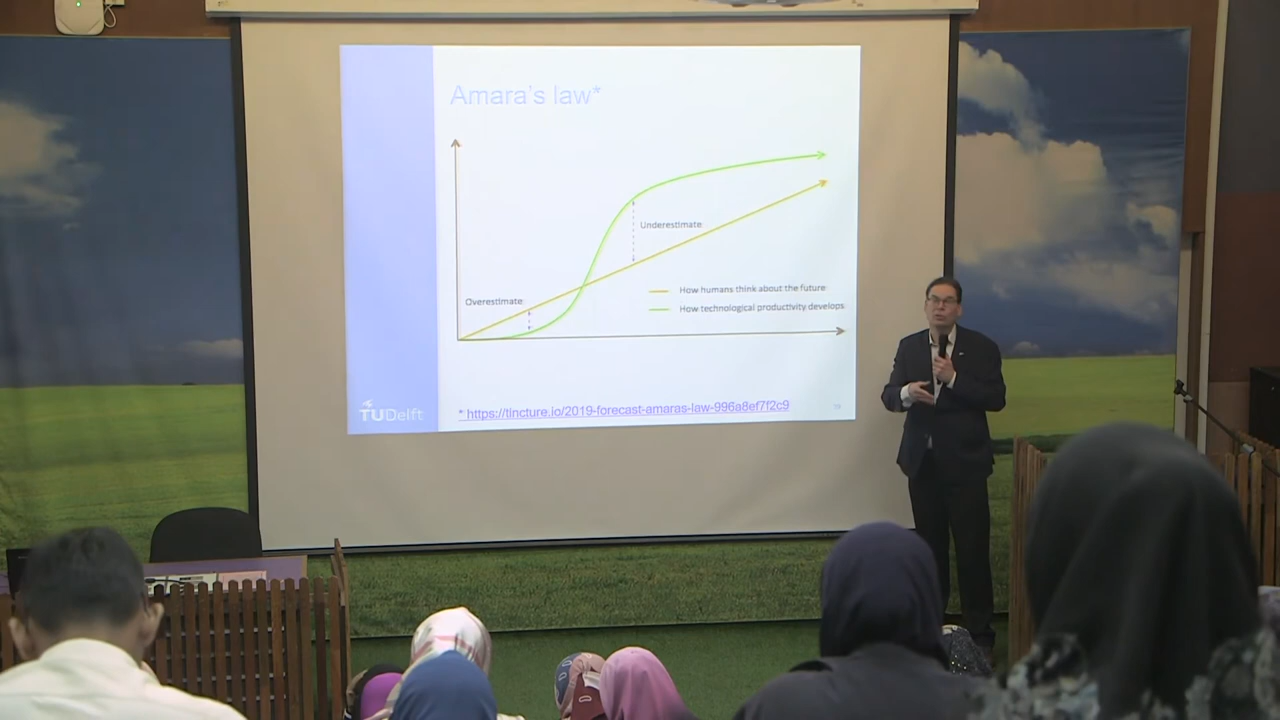 Amara's law*
Underestimate
How humans think about the future
Overestimate
How technological productivity develops
TUDelft
* https://tincture.io/2019-forecast-amaras-law-996a8ef7f2c9